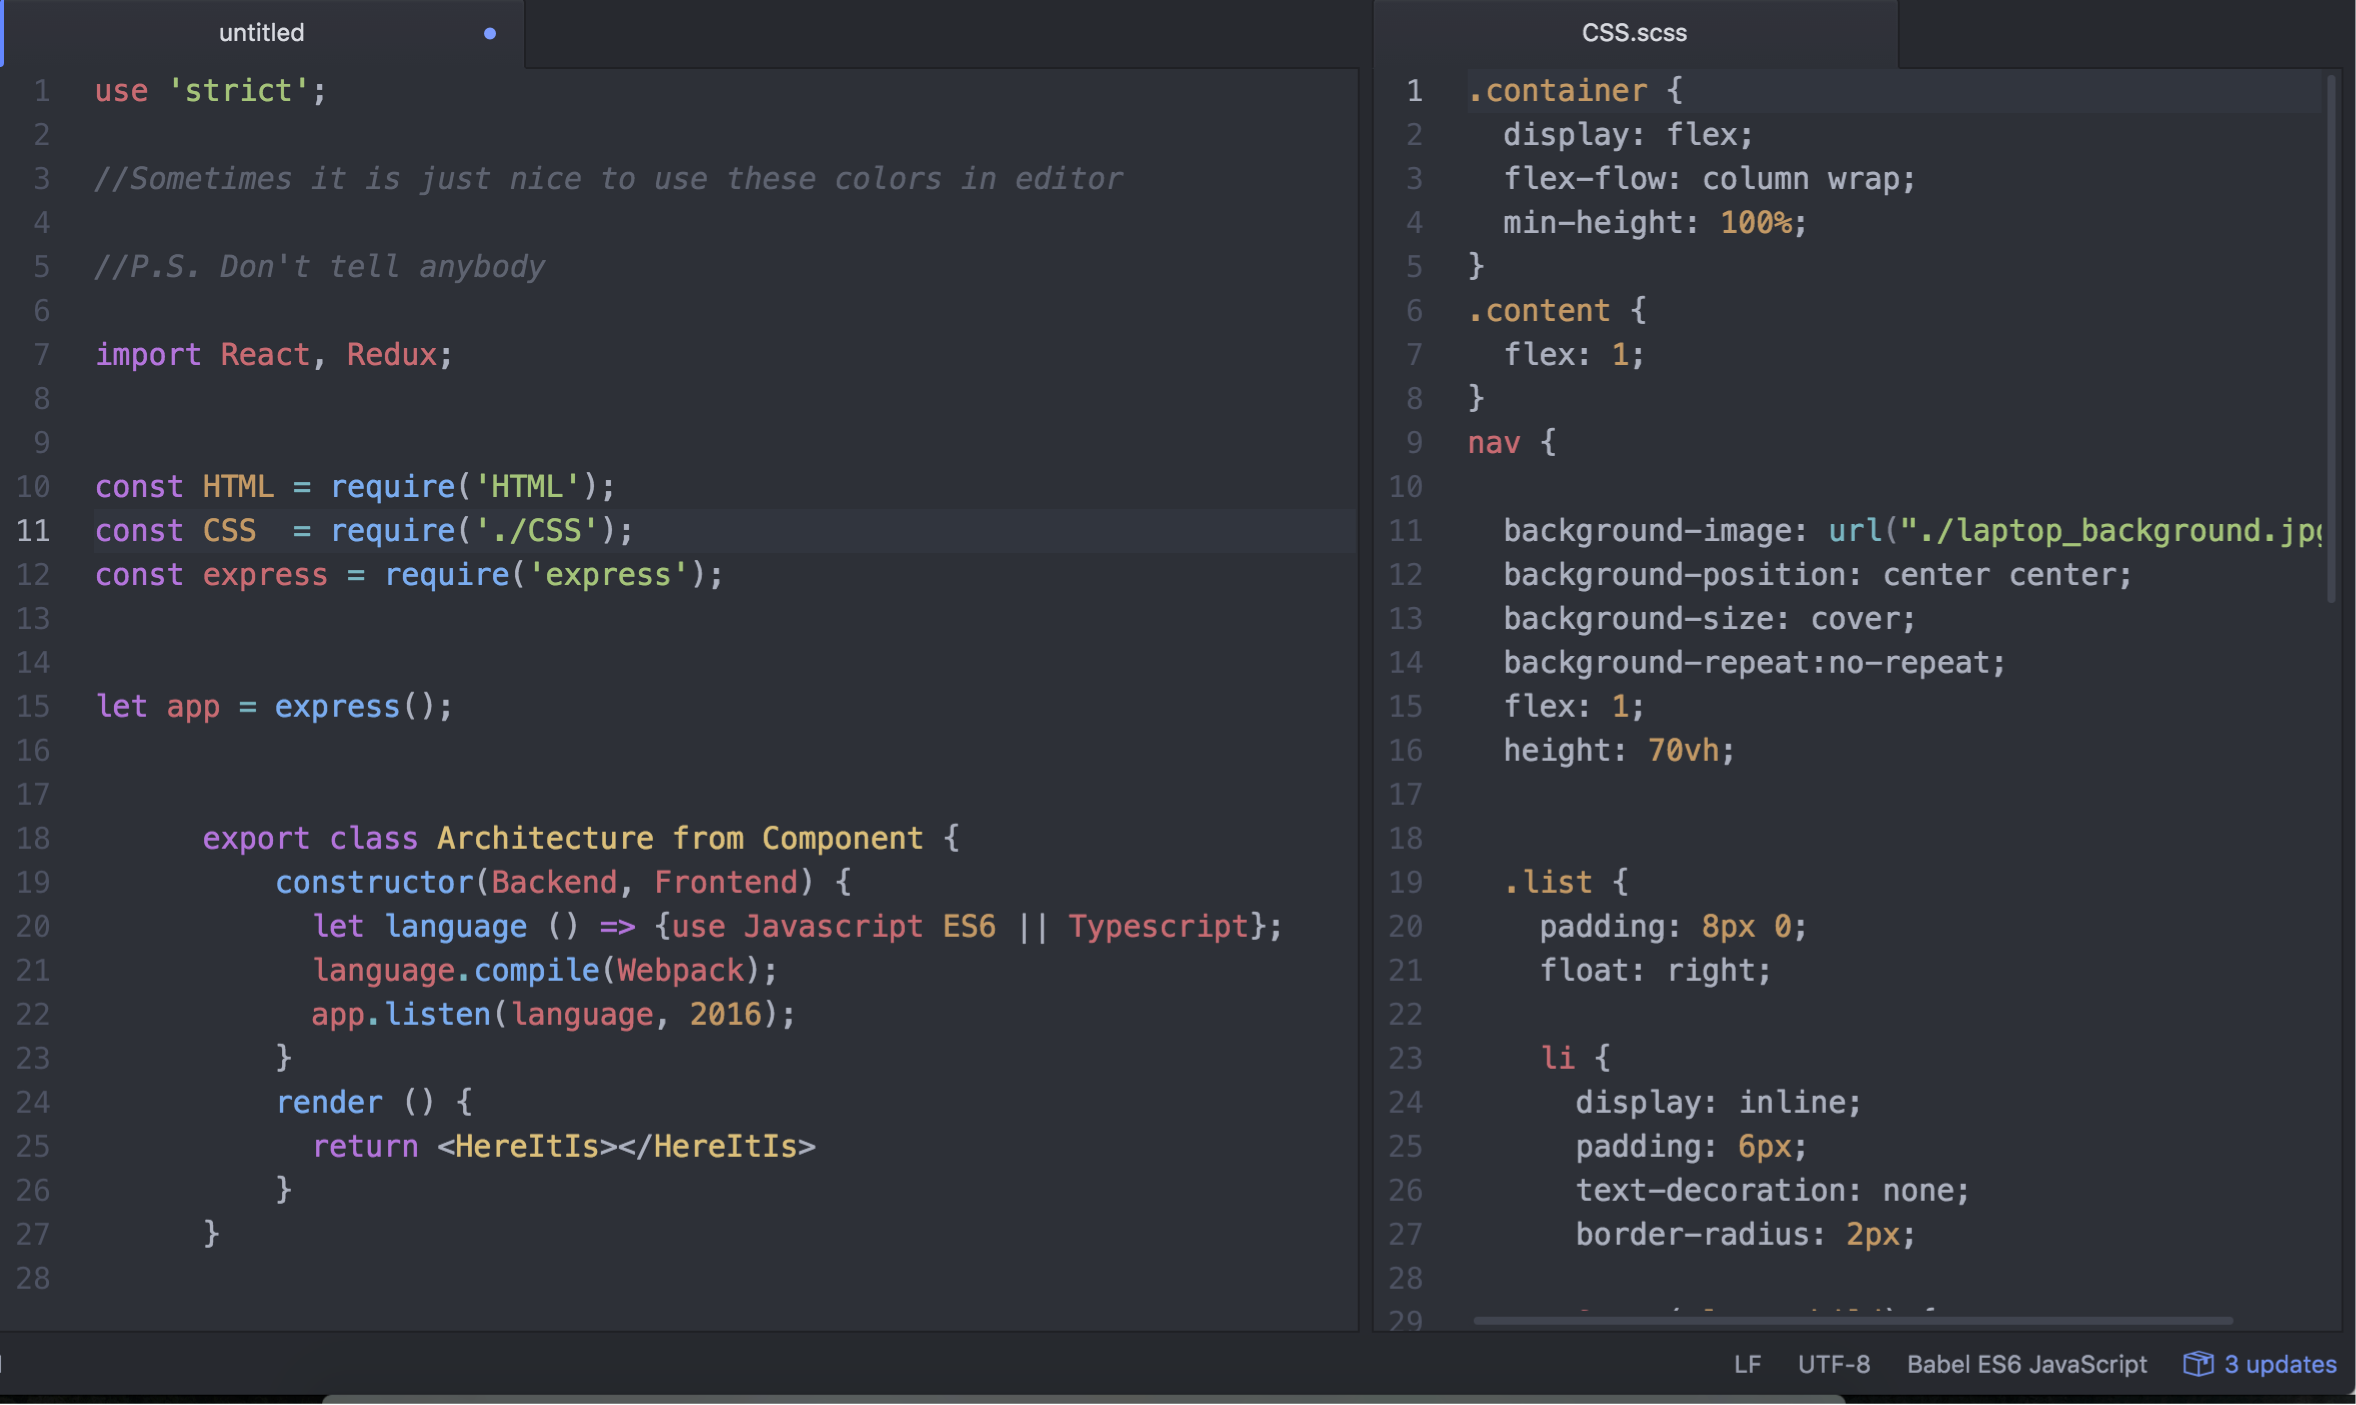 untitled
1 use 'strict';
2
3 //Sometimes it is just nice to use these colors in editor
4
5 //P.S. Don't tell anybody
6
7 import React, Redux;
8
9
10 const HTML = require('HTML');
11 const CSS  = require('./CSS');
12 const express = require('express');
13
14
15 let app = express();
16
17
18 export class Architecture from Component {
19 constructor(Backend, Frontend) {
20 let language () => {use Javascript ES6 || Typescript};
21 language.compile(Webpack);
22 app.listen(language, 2016);
23 }
24 render () {
25 return <HereItIs></HereItIs>
26 }
27 }
28
CSS.scss
1 .container {
2 display: flex;
3 flex-flow: column wrap;
4 min-height: 100%;
5 }
6 .content {
7 flex: 1;
8 }
9 nav {
10
11 background-image: url("./laptop_background.jpg
12 background-position: center center;
13 background-size: cover;
14 background-repeat:no-repeat;
15 flex: 1;
16 height: 70vh;
17
18
19 .list {
20 padding: 8px 0;
21 float: right;
22
23 li {
24 display: inline;
25 padding: 6px;
26 text-decoration: none;
27 border-radius: 2px;
28
29
LF UTF-8 Babel ES6 JavaScript 3 updates